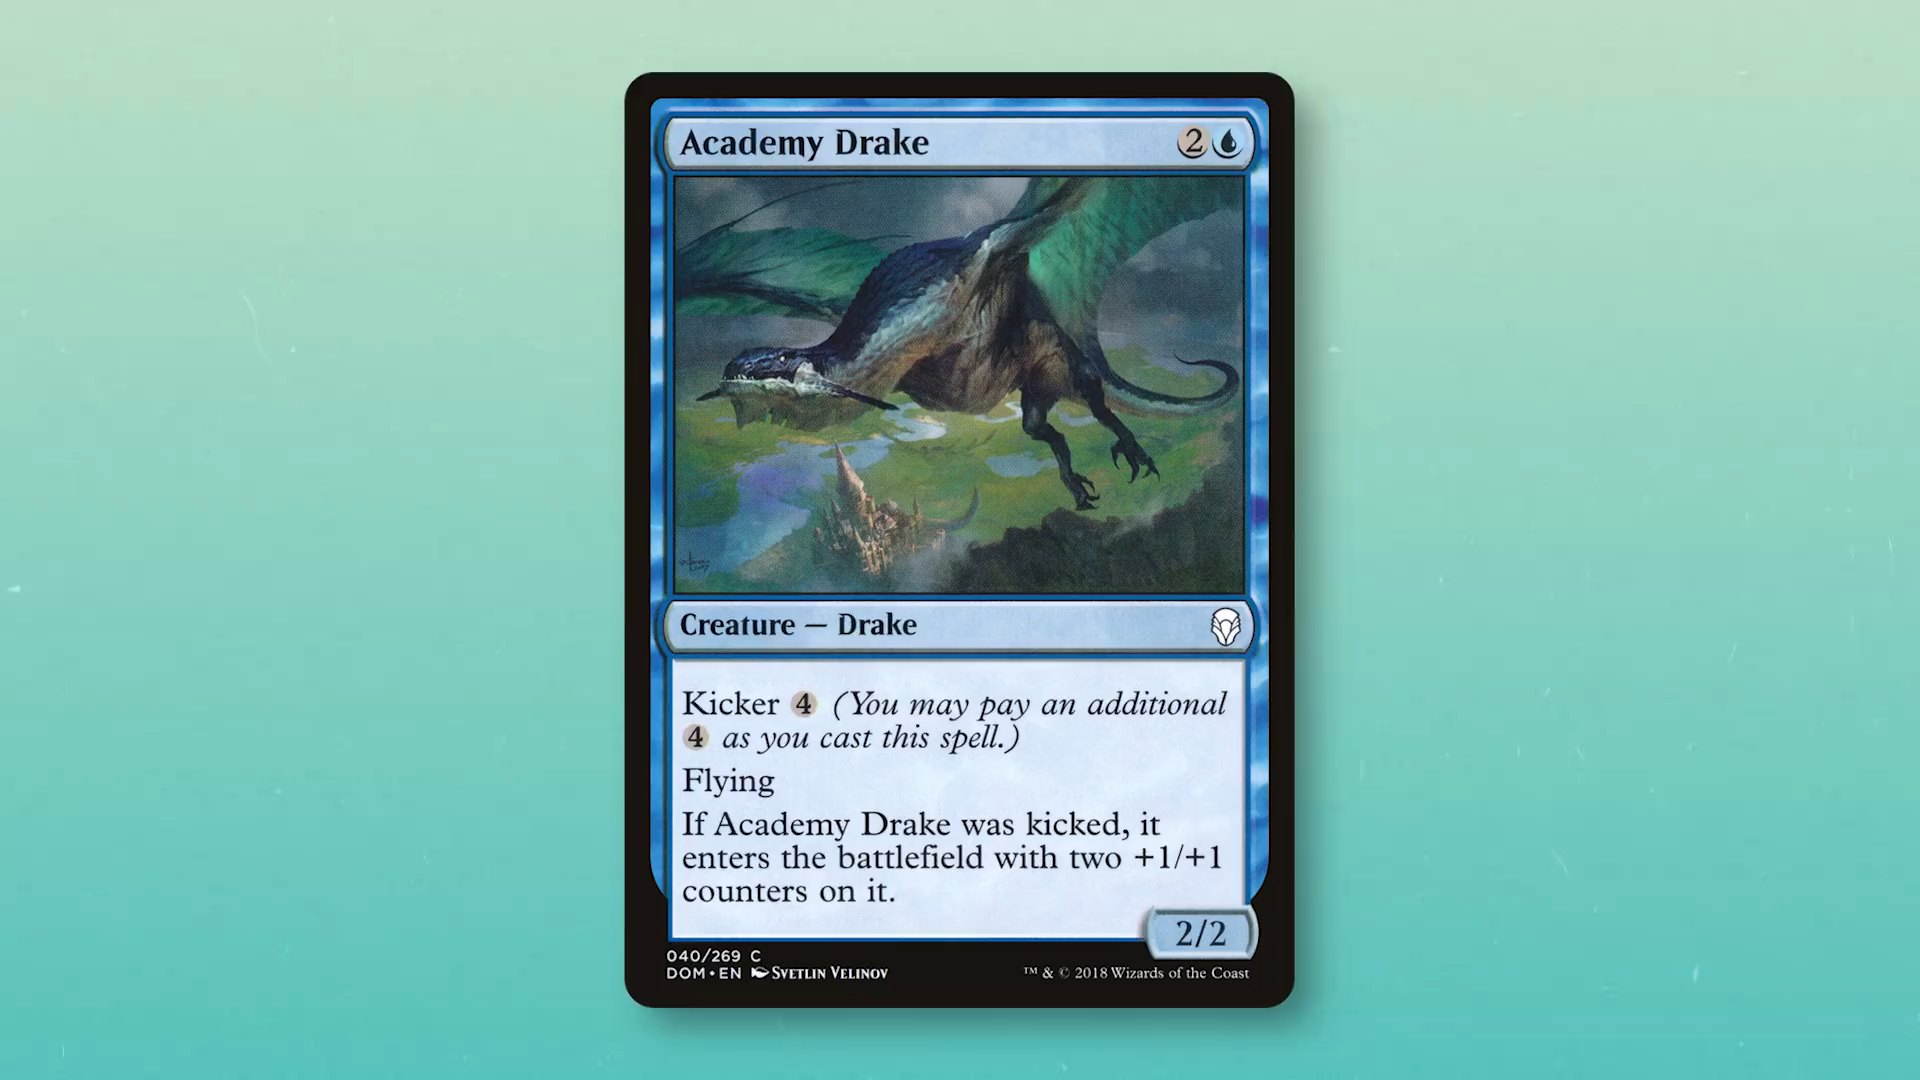 Academy Drake 2
Creature — Drake
Kicker 4 (You may pay an additional
4 as you cast this spell.)
Flying
If Academy Drake was kicked, it
enters the battlefield with two +1/+1
counters on it.
2/2
040/269 C
DOM • EN Svetlin Velinov
™ & © 2018 Wizards of the Coast